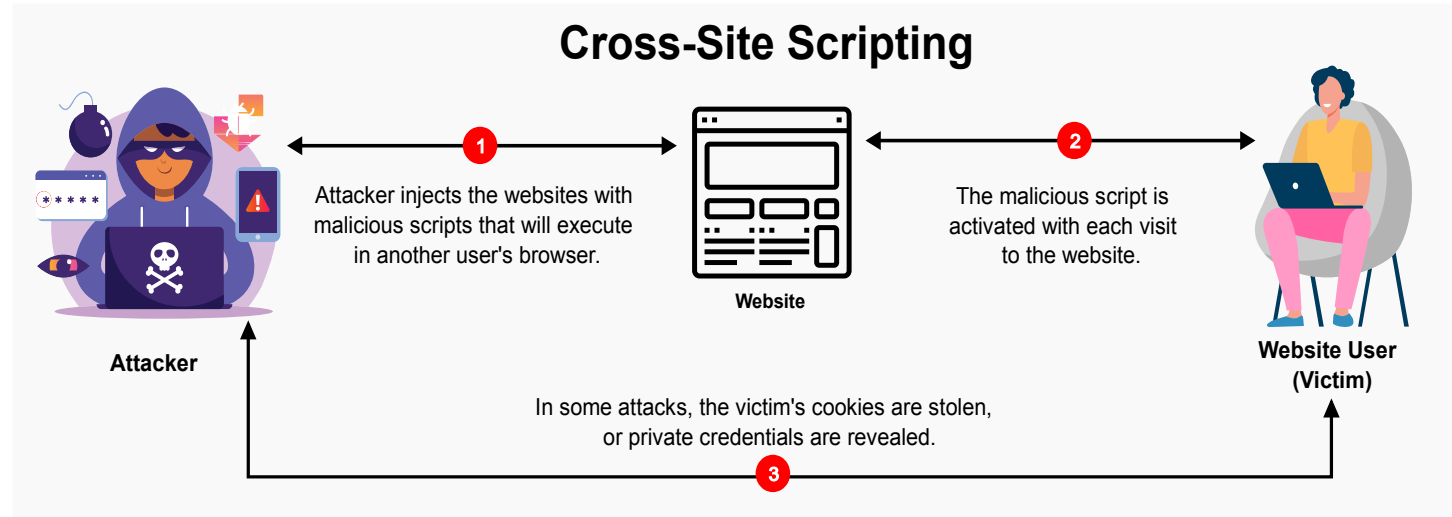 Cross-Site Scripting
1
Attacker injects the websites with
malicious scripts that will execute
in another user's browser.
2
The malicious script is
activated with each visit
to the website.
*****
Website
Attacker
Website User
(Victim)
In some attacks, the victim's cookies are stolen,
or private credentials are revealed.
3